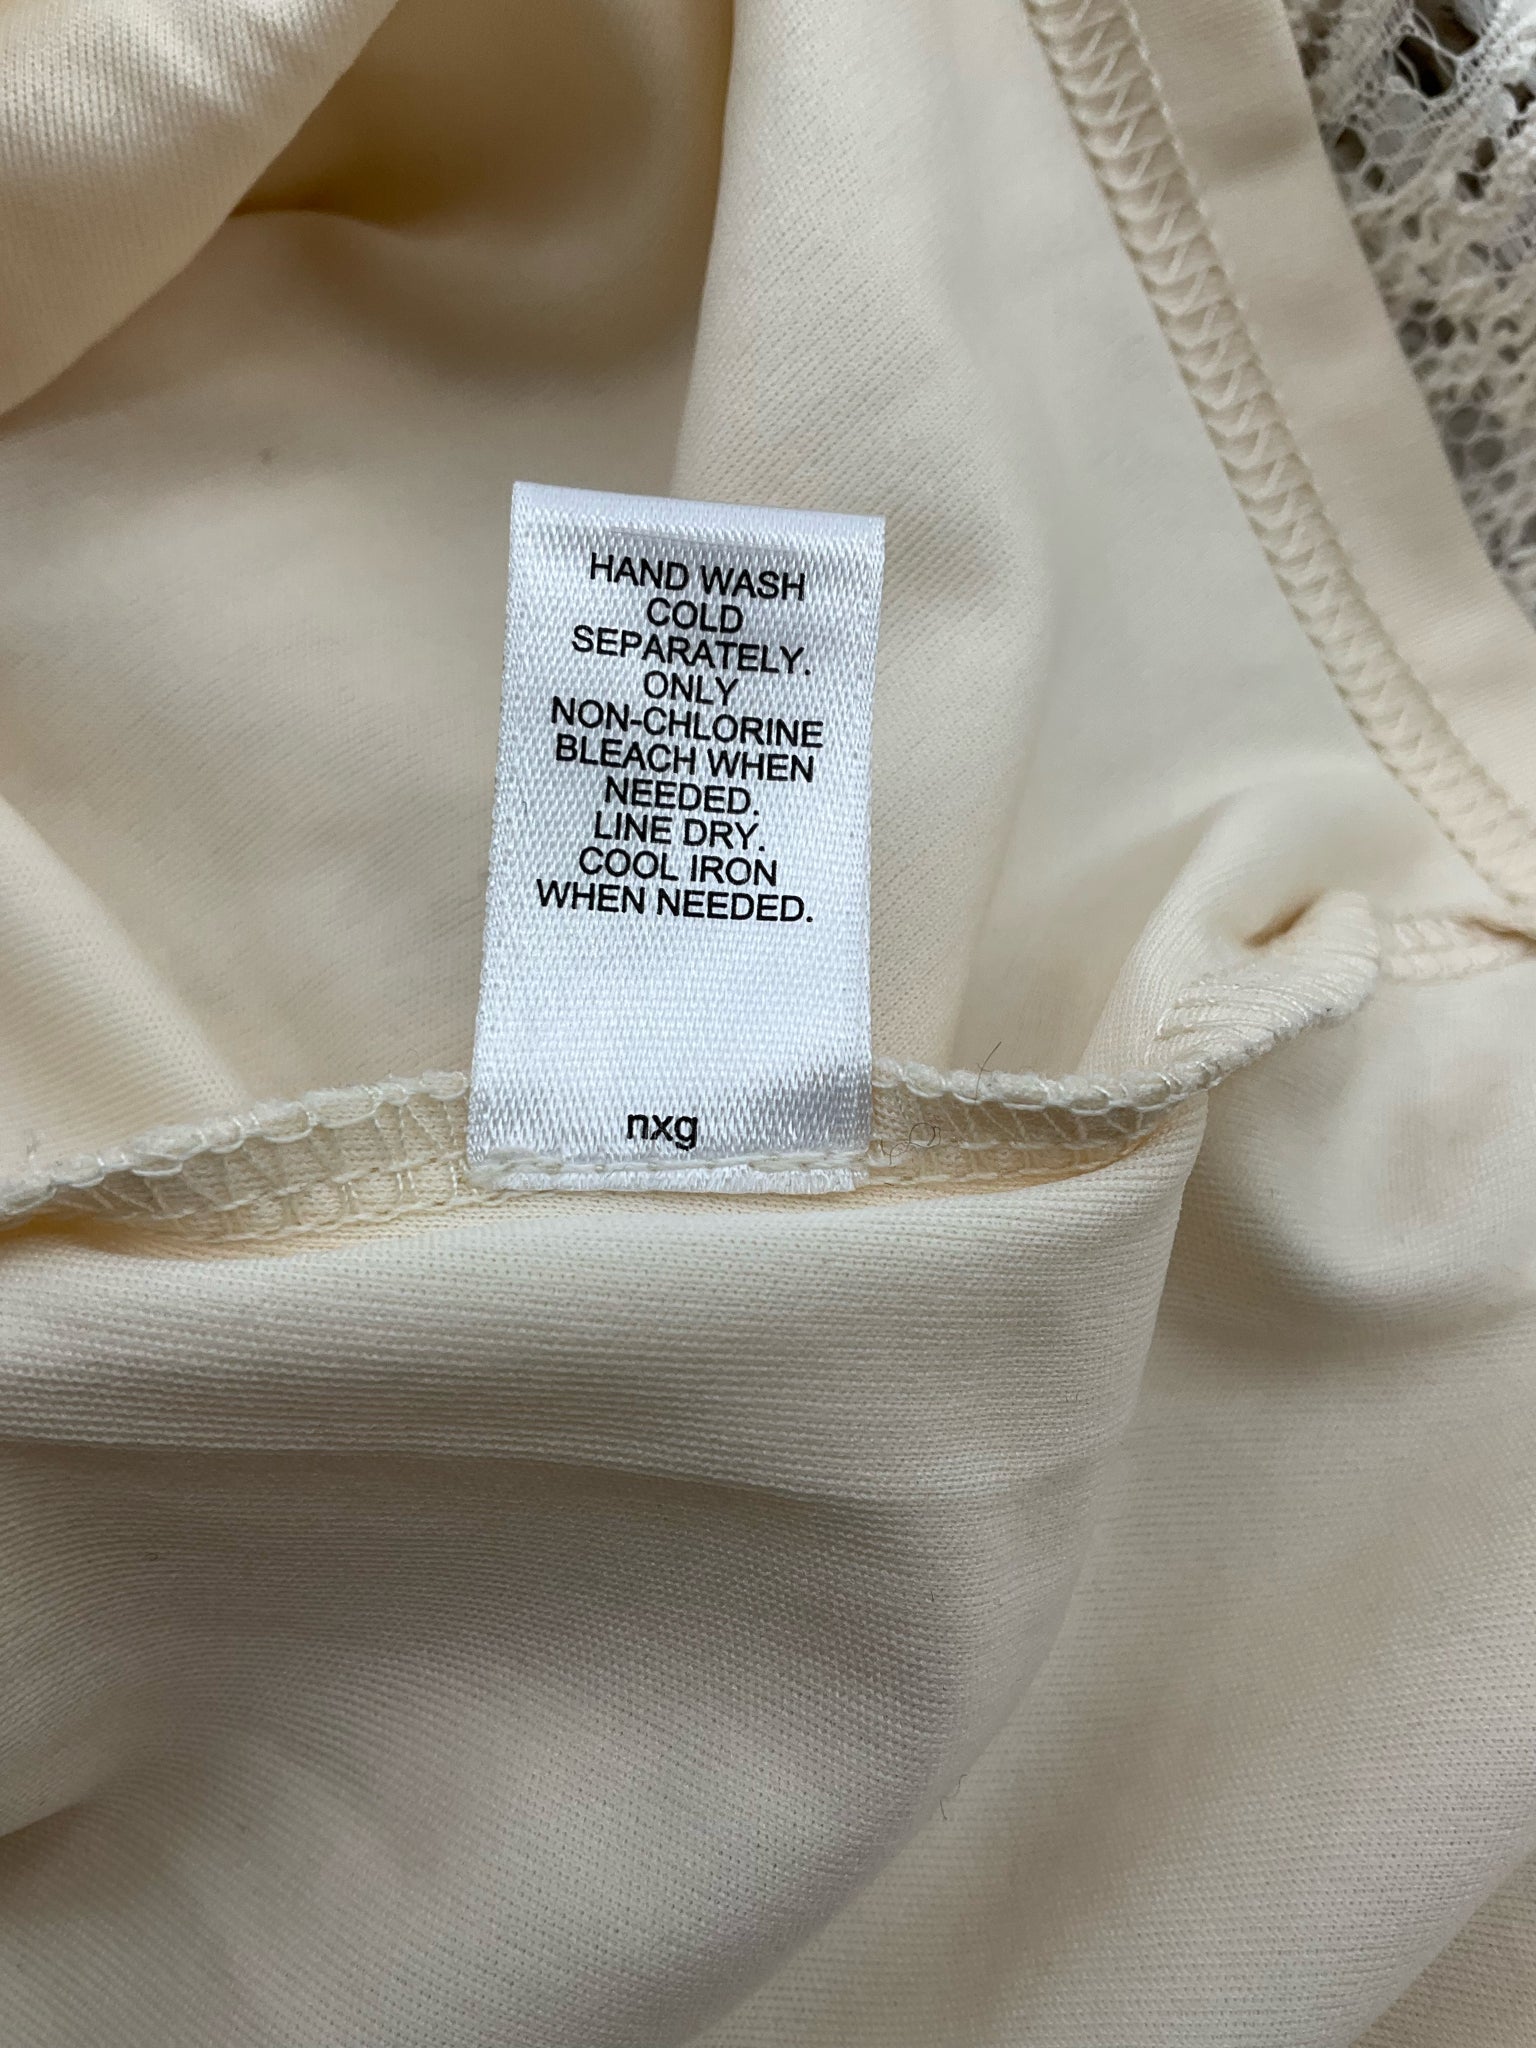 HAND WASH
COLD
SEPARATELY.
ONLY
NON-CHLORINE
BLEACH WHEN
NEEDED.
LINE DRY.
COOL IRON
WHEN NEEDED.
nxg